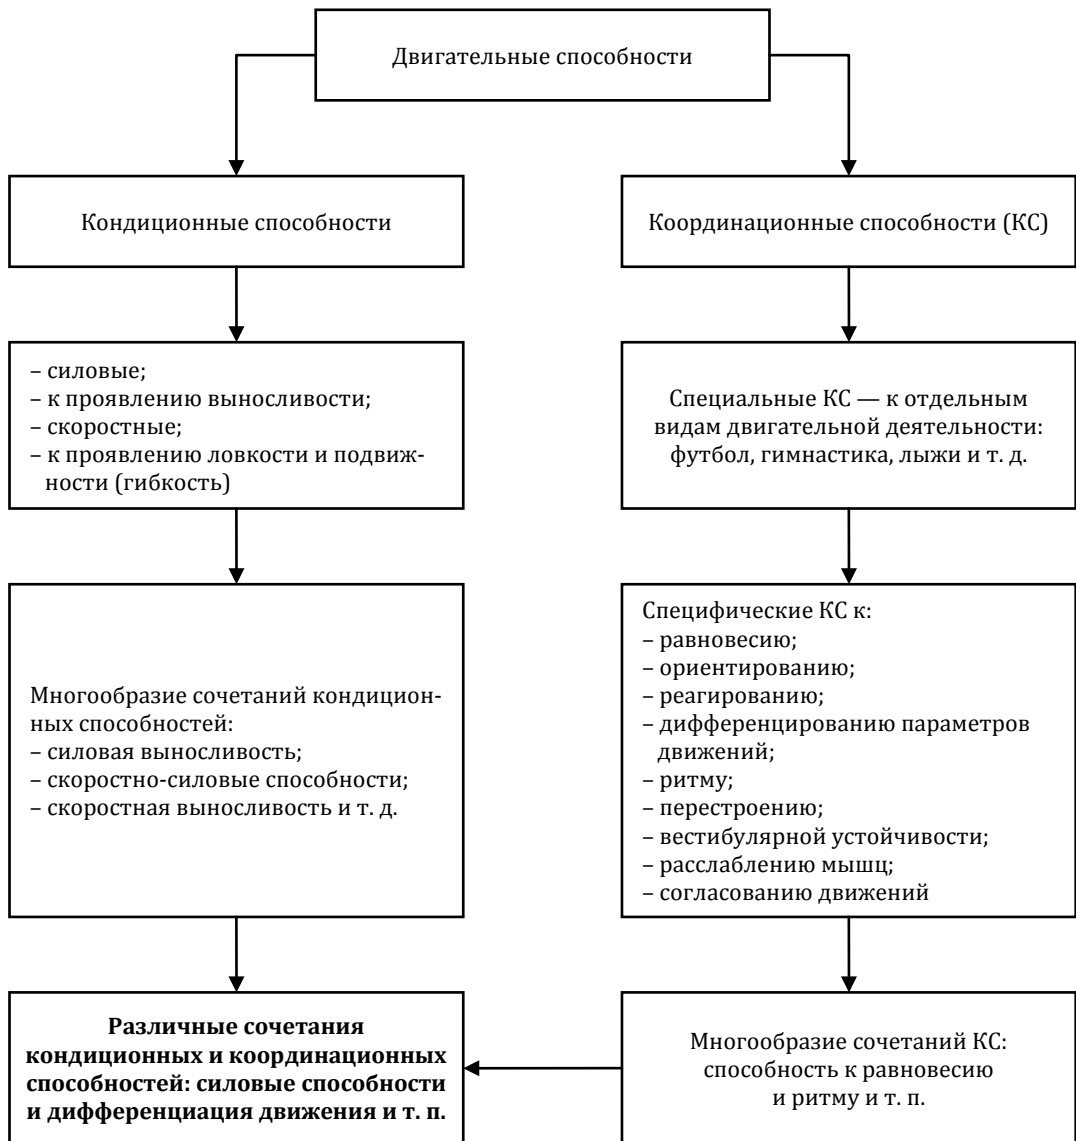 Двигательные способности
Кондиционные способности
Координационные способности (КС)
– силовые;
– к проявлению выносливости;
– скоростные;
– к проявлению ловкости и подвиж-
ности (гибкость)
Специальные КС — к отдельным
видам двигательной деятельности:
футбол, гимнастика, лыжи и т. д.
Многообразие сочетаний кондицион-
ных способностей:
– силовая выносливость;
– скоростно-силовые способности;
– скоростная выносливость и т. д.
Специфические КС к:
– равновесию;
– ориентированию;
– реагированию;
– дифференцированию параметров
движений;
– ритму;
– перестроению;
– вестибулярной устойчивости;
– расслаблению мышц;
– согласованию движений
Различные сочетания
кондиционных и координационных
способностей: силовые способности
и дифференциация движения и т. п.
Многообразие сочетаний КС:
способность к равновесию
и ритму и т. п.